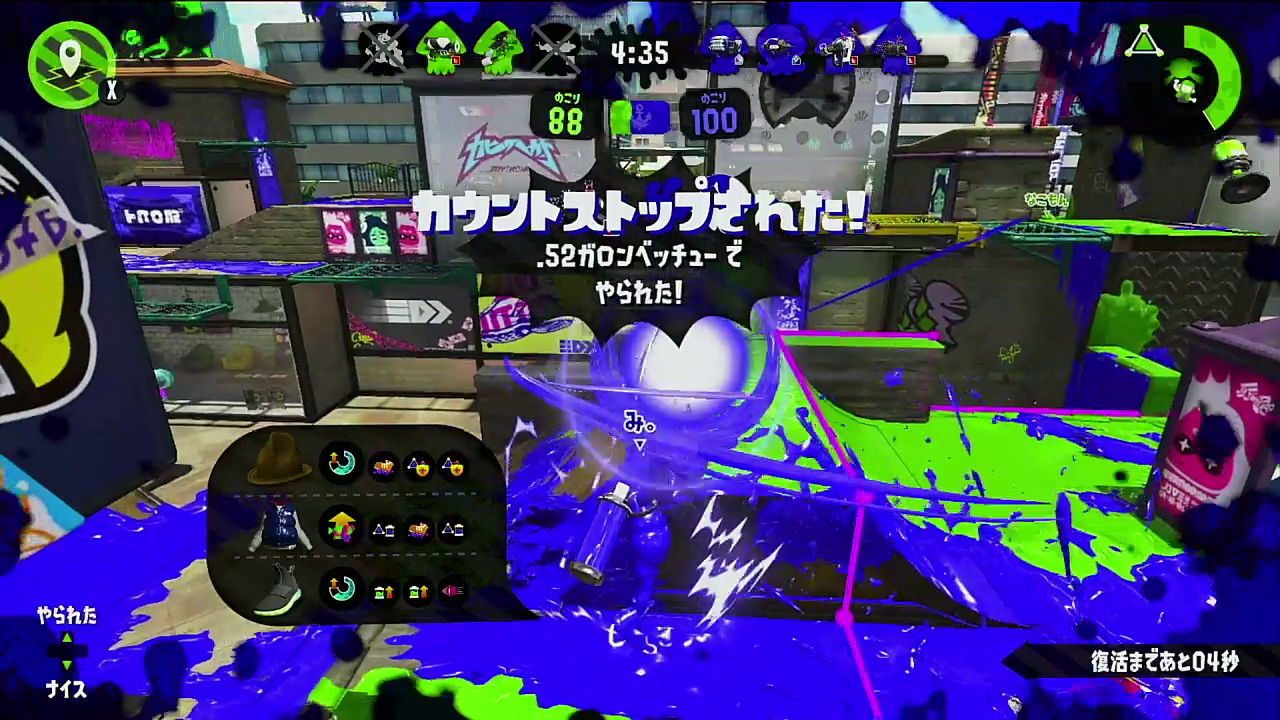 4:35
X
のこり
88
のこり
100
カウントストップされた!
.52ガロンベッチュー で
やられた!
なこもん
み。
やられた
ナイス
復活まであと04秒